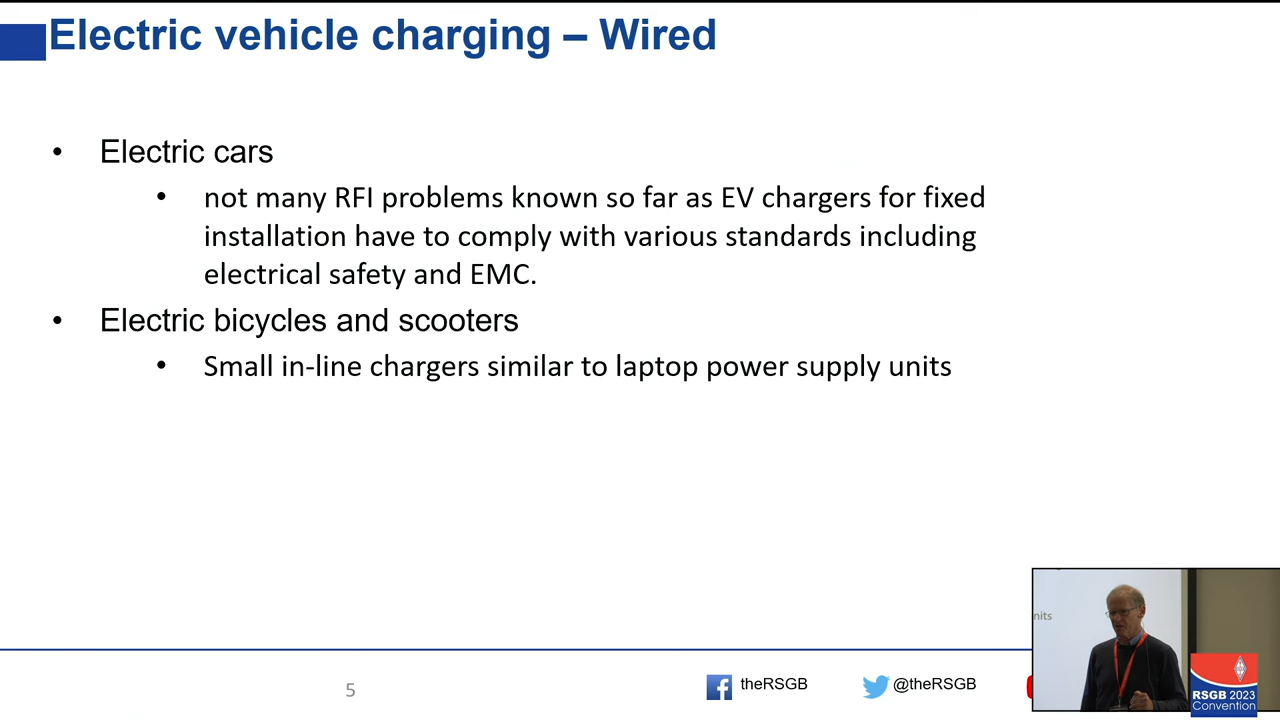 Electric vehicle charging – Wired
• Electric cars
• not many RFI problems known so far as EV chargers for fixed
installation have to comply with various standards including
electrical safety and EMC.
• Electric bicycles and scooters
• Small in-line chargers similar to laptop power supply units
nits
5
theRSGB
@theRSGB
RSGB 2023
Convention